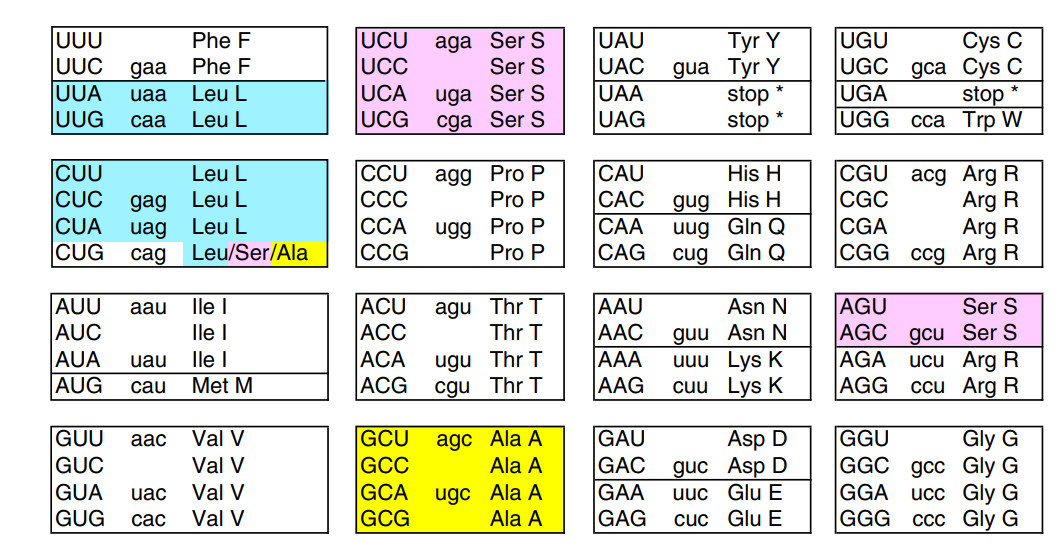 UUU Phe F UCU aga Ser S UAU Tyr Y UGU Cys C
UUC gaa Phe F UCC Ser S UAC gua Tyr Y UGC gca Cys C
UUA uaa Leu L UCA uga Ser S UAA stop * UGA stop *
UUG caa Leu L UCG cga Ser S UAG stop * UGG cca Trp W
CUU Leu L CCU agg Pro P CAU His H CGU acg Arg R
CUC gag Leu L CCC Pro P CAC gug His H CGC Arg R
CUA uag Leu L CCA ugg Pro P CAA uug Gln Q CGA Arg R
CUG cag Leu/Ser/Ala CCG Pro P CAG cug Gln Q CGG ccg Arg R
AUU aau Ile I ACU agu Thr T AAU Asn N AGU Ser S
AUC Ile I ACC Thr T AAC guu Asn N AGC gcu Ser S
AUA uau Ile I ACA ugu Thr T AAA uuu Lys K AGA ucu Arg R
AUG cau Met M ACG cgu Thr T AAG cuu Lys K AGG ccu Arg R
GUU aac Val V GCU agc Ala A GAU Asp D GGU Gly G
GUC Val V GCC Ala A GAC guc Asp D GGC gcc Gly G
GUA uac Val V GCA ugc Ala A GAA uuc Glu E GGA ucc Gly G
GUG cac Val V GCG Ala A GAG cuc Glu E GGG ccc Gly G